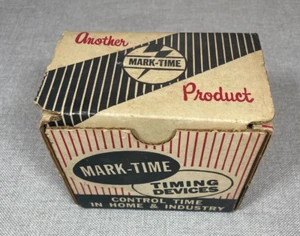 Another
MARK-TIME
Product
MARK-TIME
TIMING
DEVICES
CONTROL TIME
IN HOME & INDUSTRY